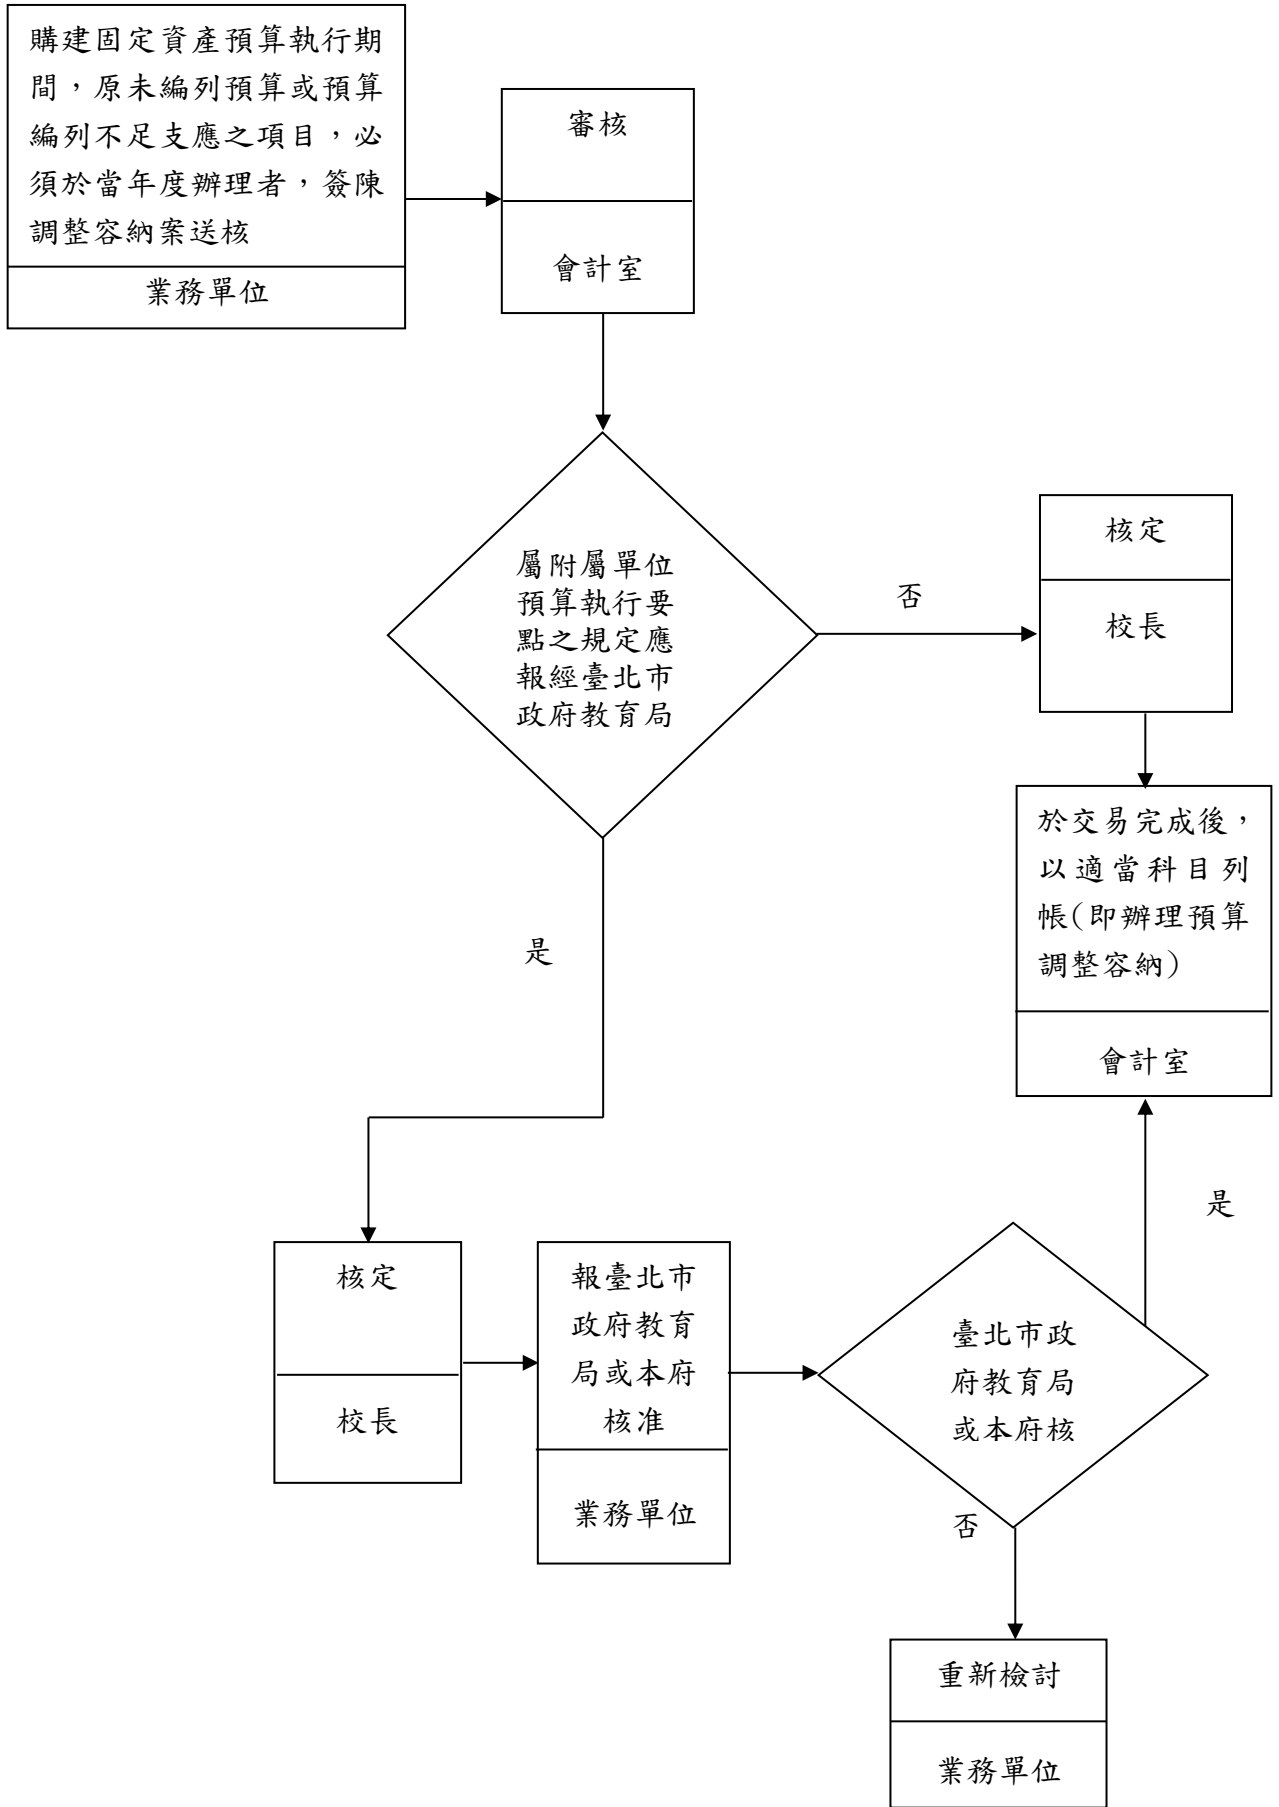 購建固定資產預算執行期
間，原未編列預算或預算
編列不足支應之項目，必
須於當年度辦理者，簽陳
調整容納案送核
業務單位
審核
會計室
屬附屬單位
預算執行要
點之規定應
報經臺北市
政府教育局
否
核定
校長
於交易完成後，
以適當科目列
帳(即辦理預算
調整容納)
會計室
是
是
核定
校長
報臺北市
政府教育
局或本府
核准
業務單位
臺北市政
府教育局
或本府核
否
重新檢討
業務單位